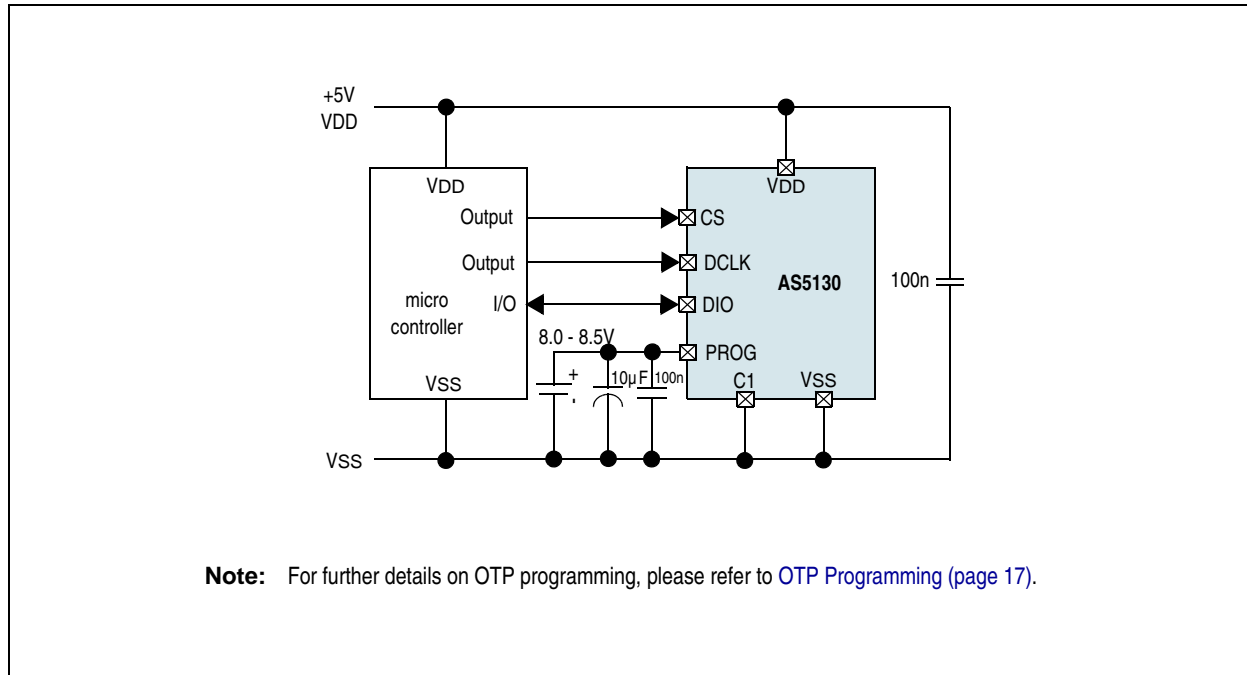 +5V
VDD
VDD
VDD
Output
CS
Output
DCLK
AS5130
100n
micro
controller
I/O
DIO
8.0 - 8.5V
PROG
+
-
10µF
100n
C1
VSS
VSS
VSS
Note: For further details on OTP programming, please refer to OTP Programming (page 17).